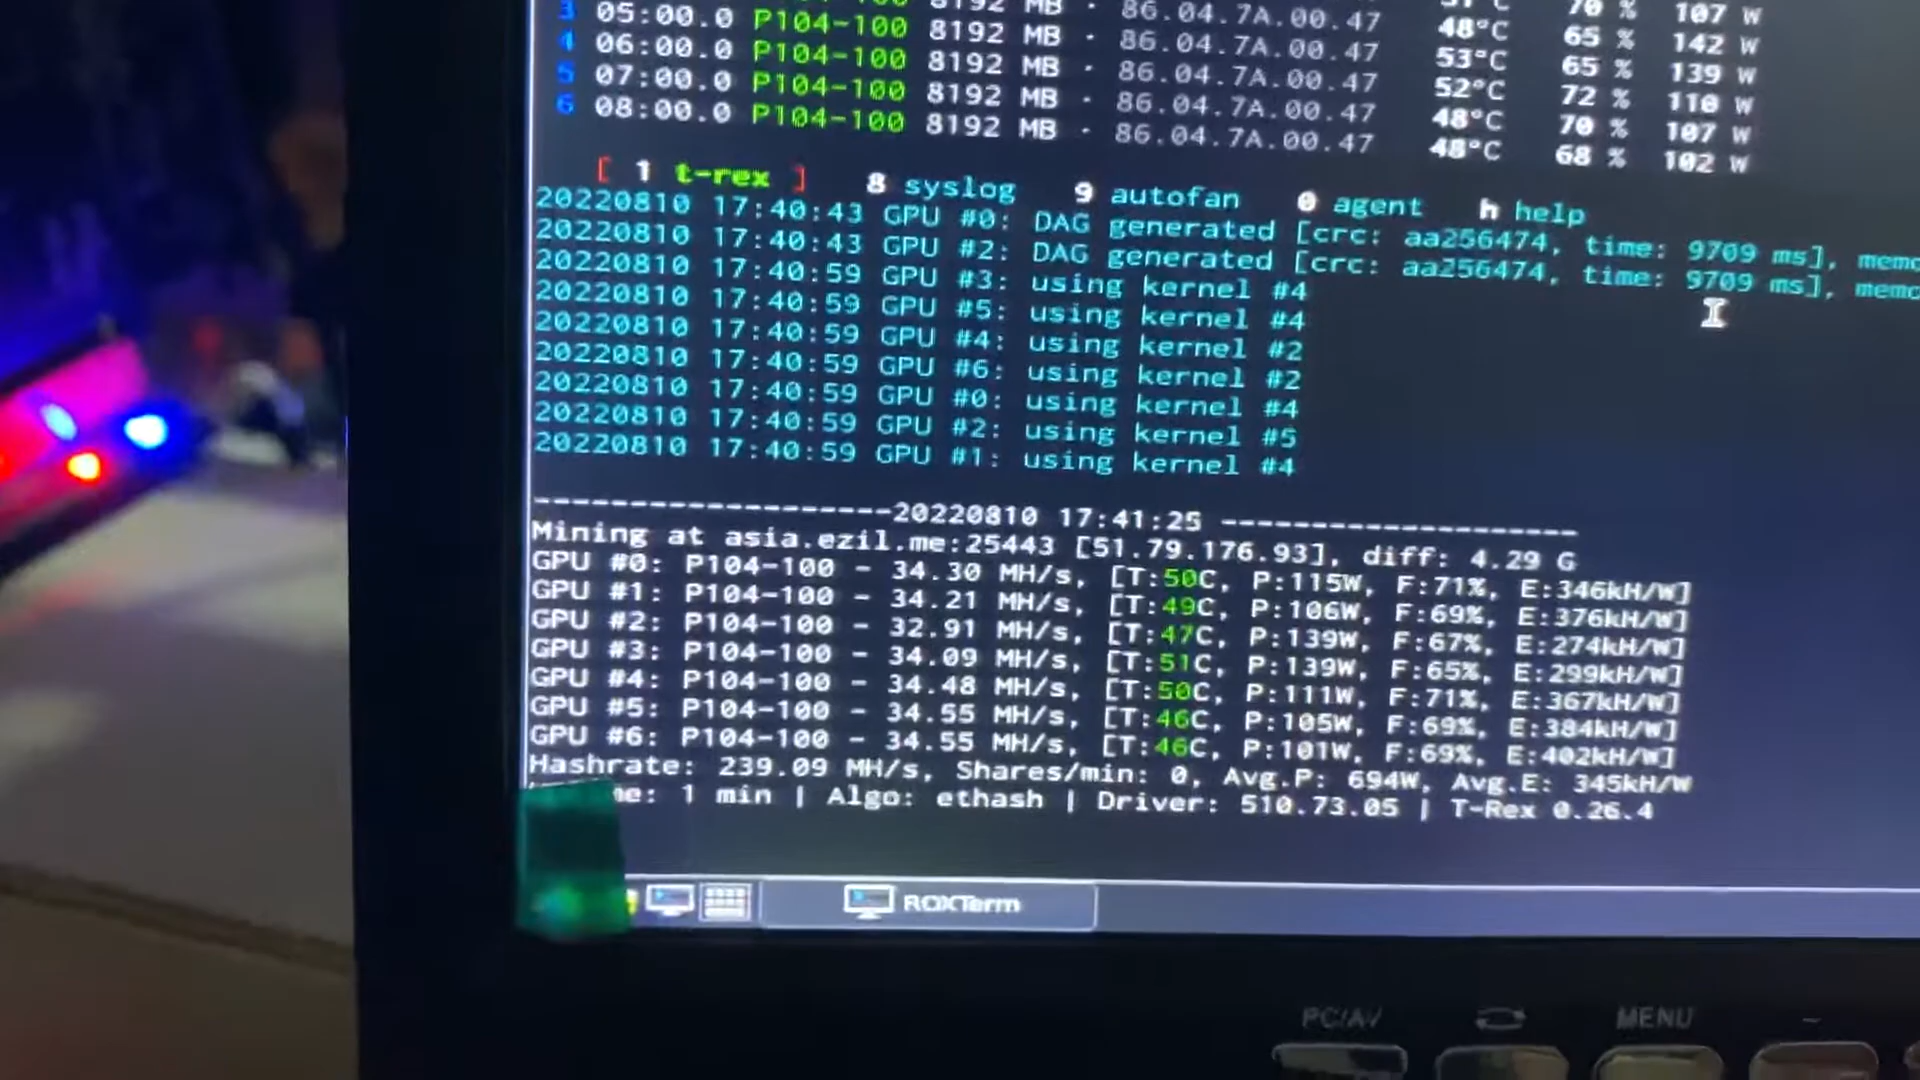 3 05:00.0 P104-100 8192 MB · 86.04.7A.00.47 48°C 65 % 142 W
4 06:00.0 P104-100 8192 MB · 86.04.7A.00.47 53°C 65 % 139 W
5 07:00.0 P104-100 8192 MB · 86.04.7A.00.47 52°C 72 % 110 W
6 08:00.0 P104-100 8192 MB · 86.04.7A.00.47 48°C 70 % 107 W
48°C 68 % 102 W
[ 1 t-rex ] 8 syslog 9 autofan 0 agent h help
20220810 17:40:43 GPU #0: DAG generated [crc: aa256474, time: 9709 ms],
20220810 17:40:43 GPU #2: DAG generated [crc: aa256474, time: 9709 ms],
20220810 17:40:59 GPU #3: using kernel #4
20220810 17:40:59 GPU #5: using kernel #4
20220810 17:40:59 GPU #4: using kernel #2
20220810 17:40:59 GPU #6: using kernel #2
20220810 17:40:59 GPU #0: using kernel #4
20220810 17:40:59 GPU #2: using kernel #5
20220810 17:40:59 GPU #1: using kernel #4
-------------------20220810 17:41:25 -------------------
Mining at asia.ezil.me:25443 [51.79.176.93], diff: 4.29 G
GPU #0: P104-100 - 34.30 MH/s, [T:50C, P:115W, F:71%, E:346kH/W]
GPU #1: P104-100 - 34.21 MH/s, [T:49C, P:106W, F:69%, E:376kH/W]
GPU #2: P104-100 - 32.91 MH/s, [T:47C, P:139W, F:67%, E:274kH/W]
GPU #3: P104-100 - 34.09 MH/s, [T:51C, P:139W, F:65%, E:299kH/W]
GPU #4: P104-100 - 34.48 MH/s, [T:50C, P:111W, F:71%, E:367kH/W]
GPU #5: P104-100 - 34.55 MH/s, [T:46C, P:105W, F:69%, E:384kH/W]
GPU #6: P104-100 - 34.55 MH/s, [T:46C, P:101W, F:69%, E:402kH/W]
Hashrate: 239.09 MH/s, Shares/min: 0, Avg.P: 694W, Avg.E: 345kH/W
1 min | Algo: ethash | Driver: 510.73.05 | T-Rex 0.26.4
ROXTerm
PC/AV MENU -